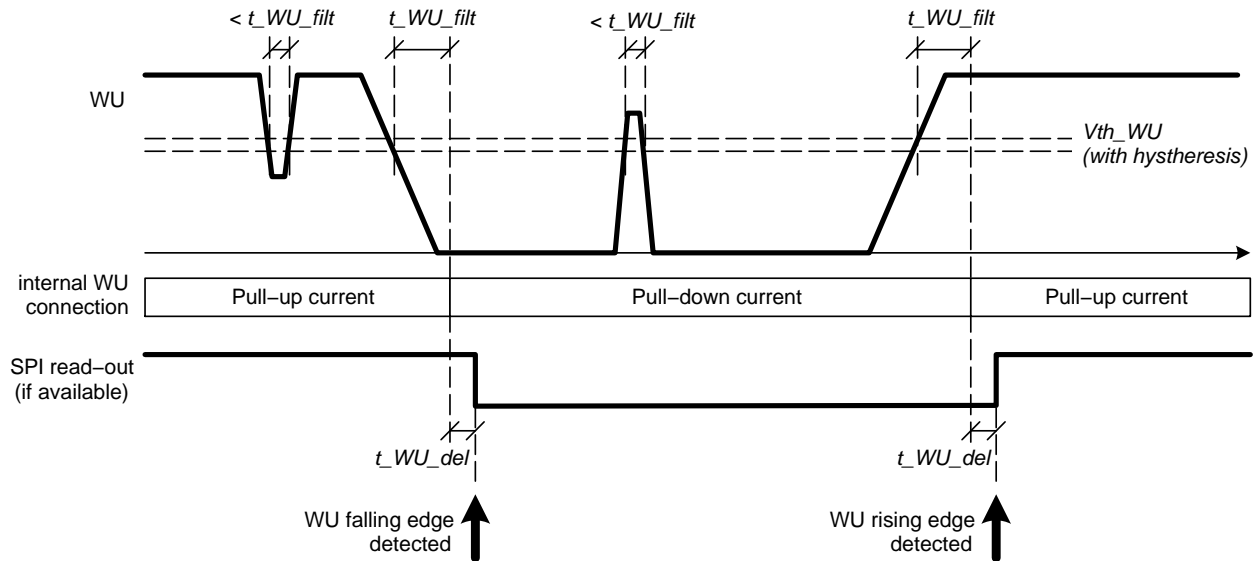 < t_WU_filt
t_WU_filt
< t_WU_filt
t_WU_filt
WU
Vth_WU
(with hystheresis)
internal WU
connection
Pull−up current
Pull−down current
Pull−up current
SPI read−out
(if available)
t_WU_del
t_WU_del
WU falling edge
detected
WU rising edge
detected